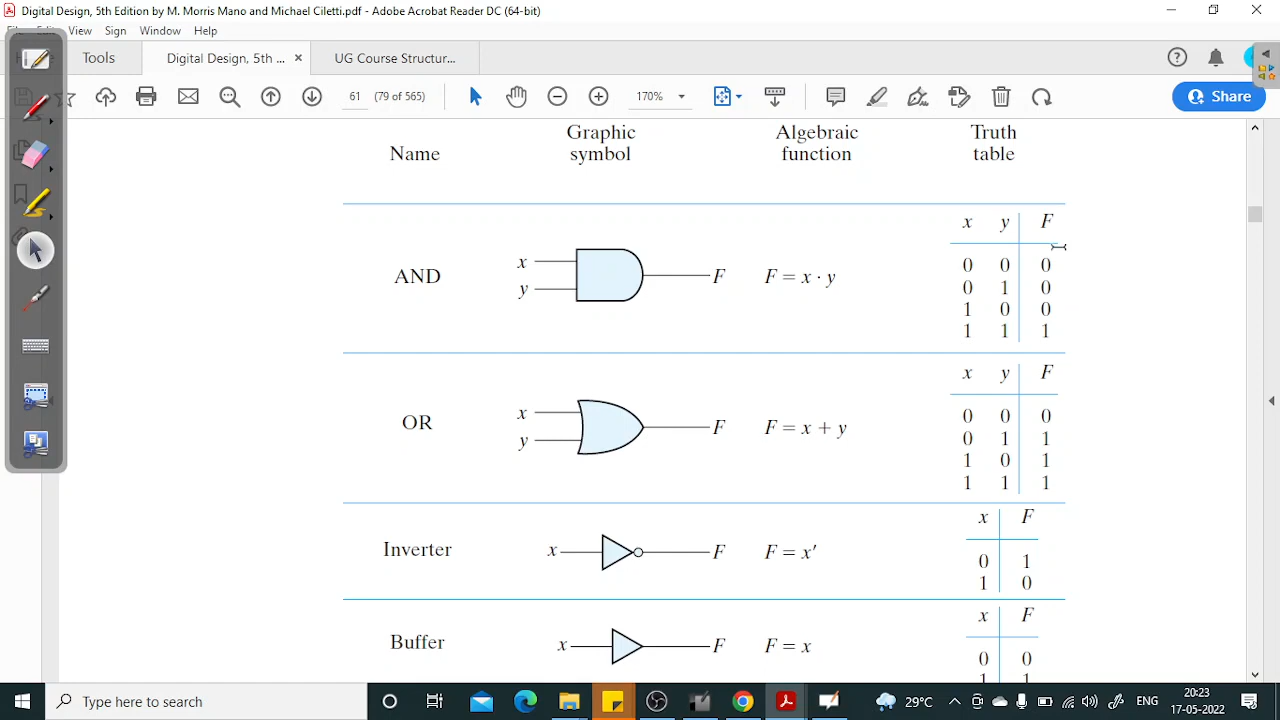 Digital Design, 5th Edition by M. Morris Mano and Michael Ciletti.pdf - Adobe Acrobat Reader DC (64-bit)
View Sign Window Help
Tools Digital Design, 5th ... × UG Course Structur...
61 (79 of 565) 170% Share
Graphic Algebraic Truth
Name symbol function table
x y F
AND x y F F = x · y
0 0 0
0 1 0
1 0 0
1 1 1
x y F
OR x y F F = x + y
0 0 0
0 1 1
1 0 1
1 1 1
x F
Inverter x F F = x′
0 1
1 0
x F
Buffer x F F = x
0 0
Type here to search 29°C ENG 20:23
17-05-2022